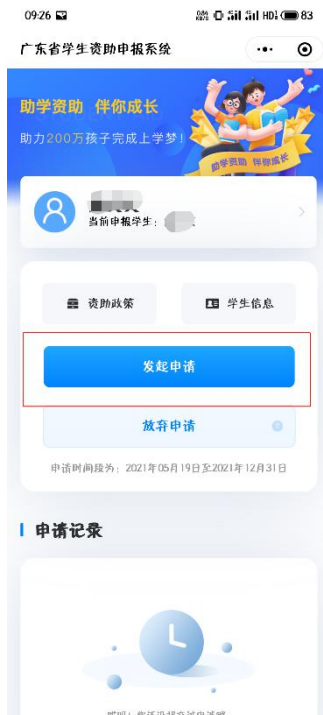 09:26
0.86 KB/s HD 83
广东省学生资助申报系统
助学资助 伴你成长
助力200万孩子完成上学梦！
助学资助 伴你成长
当前申报学生：
资助政策
学生信息
发起申请
放弃申请
申请时间段为：2021年05月19日至2021年12月31日
申请记录